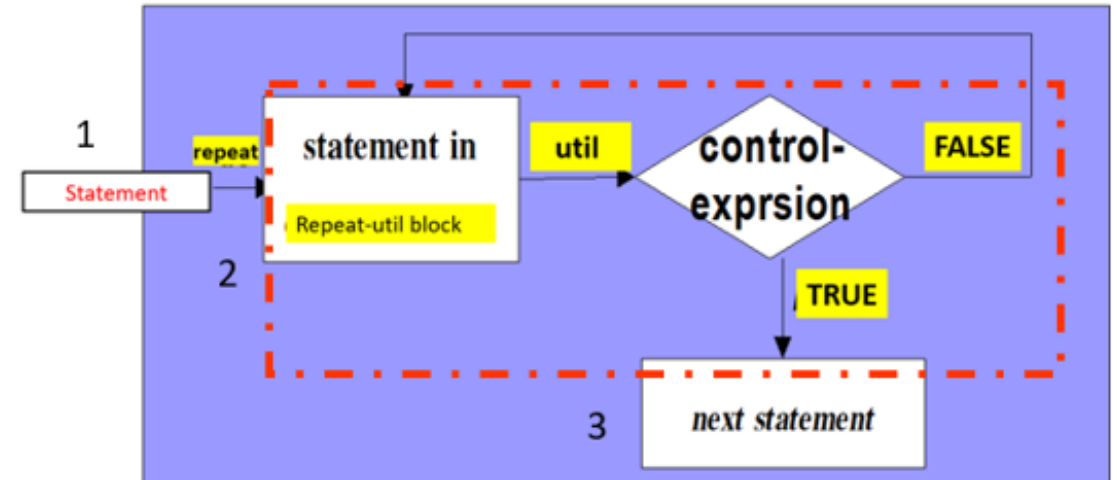 1
repeat
Statement
statement in
Repeat-util block
util
control-
exprsion
FALSE
2
TRUE
3
next statement